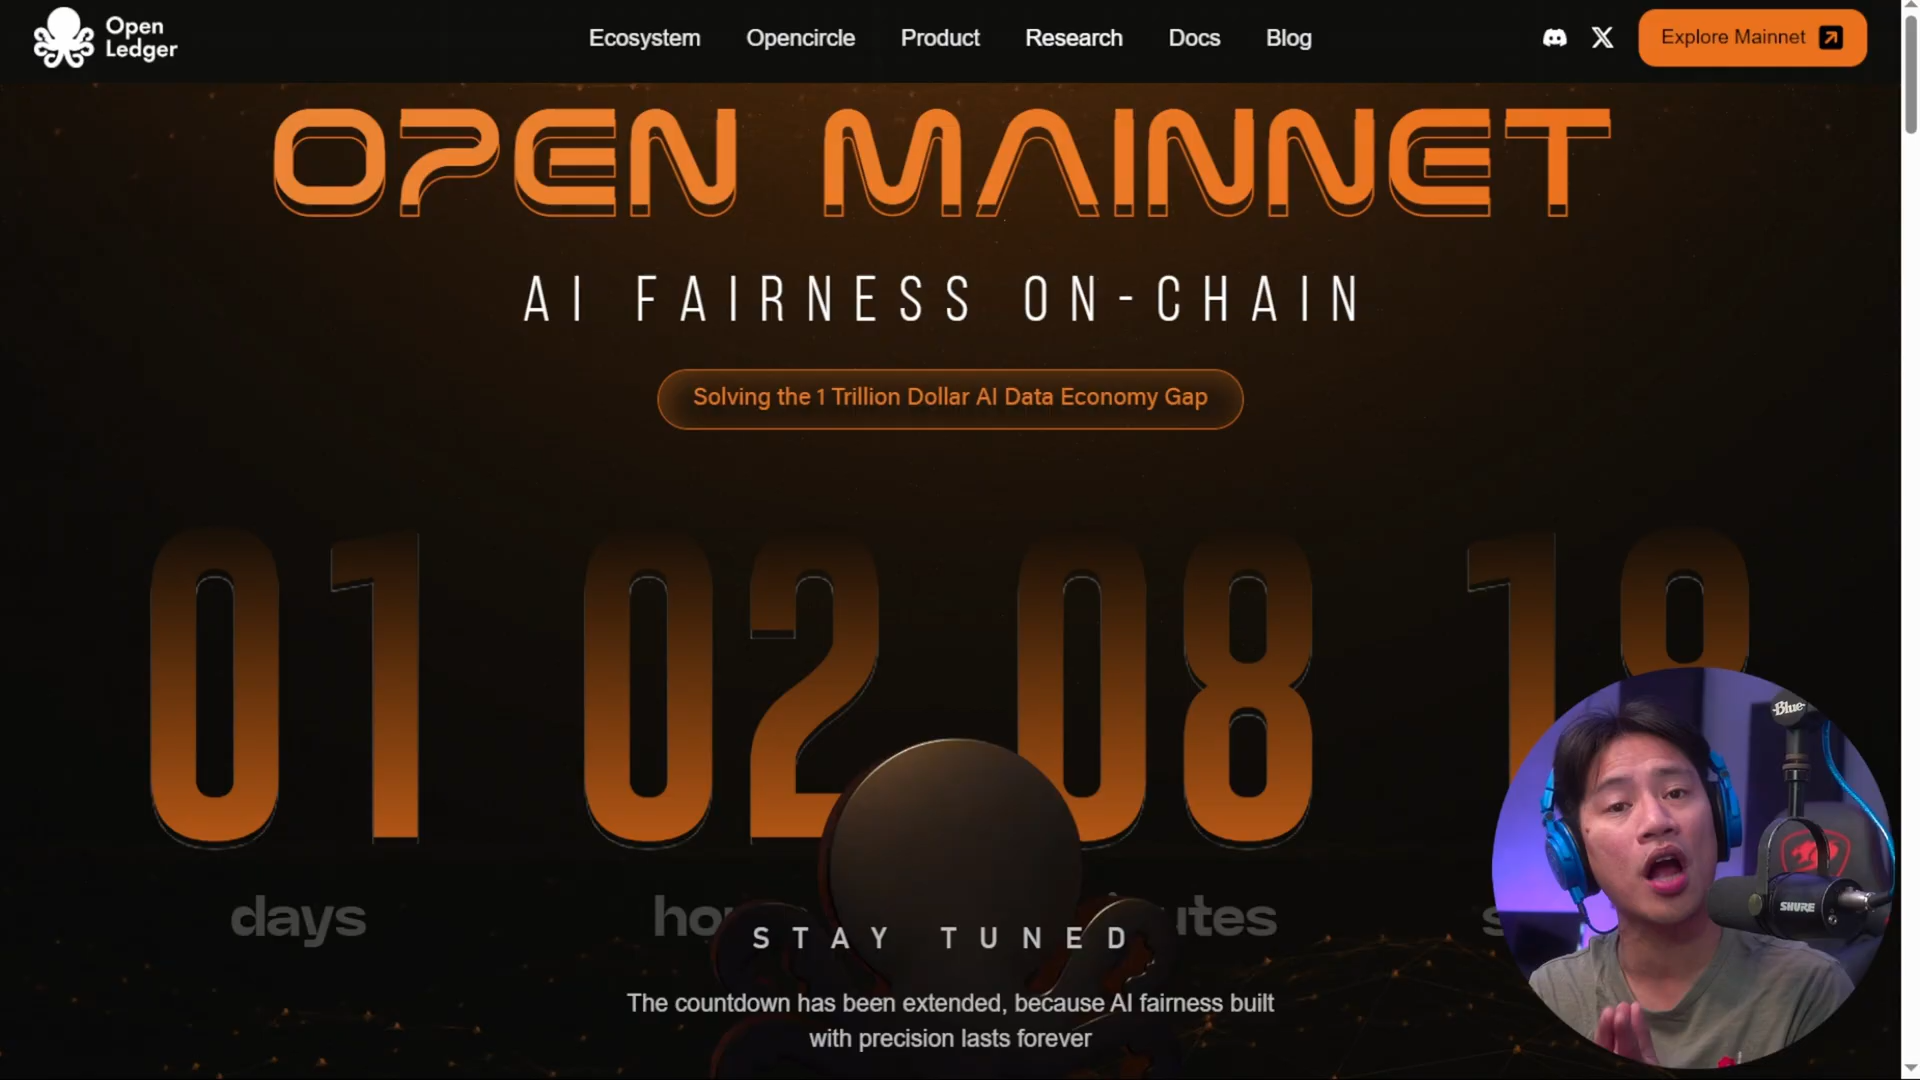 Open
Ledger
Ecosystem
Opencircle
Product
Research
Docs
Blog
Explore Mainnet
OPEN MAINNET
AI FAIRNESS ON-CHAIN
Solving the 1 Trillion Dollar AI Data Economy Gap
01 02 08
days
STAY TUNED
The countdown has been extended, because AI fairness built
with precision lasts forever
Blue
SHURE